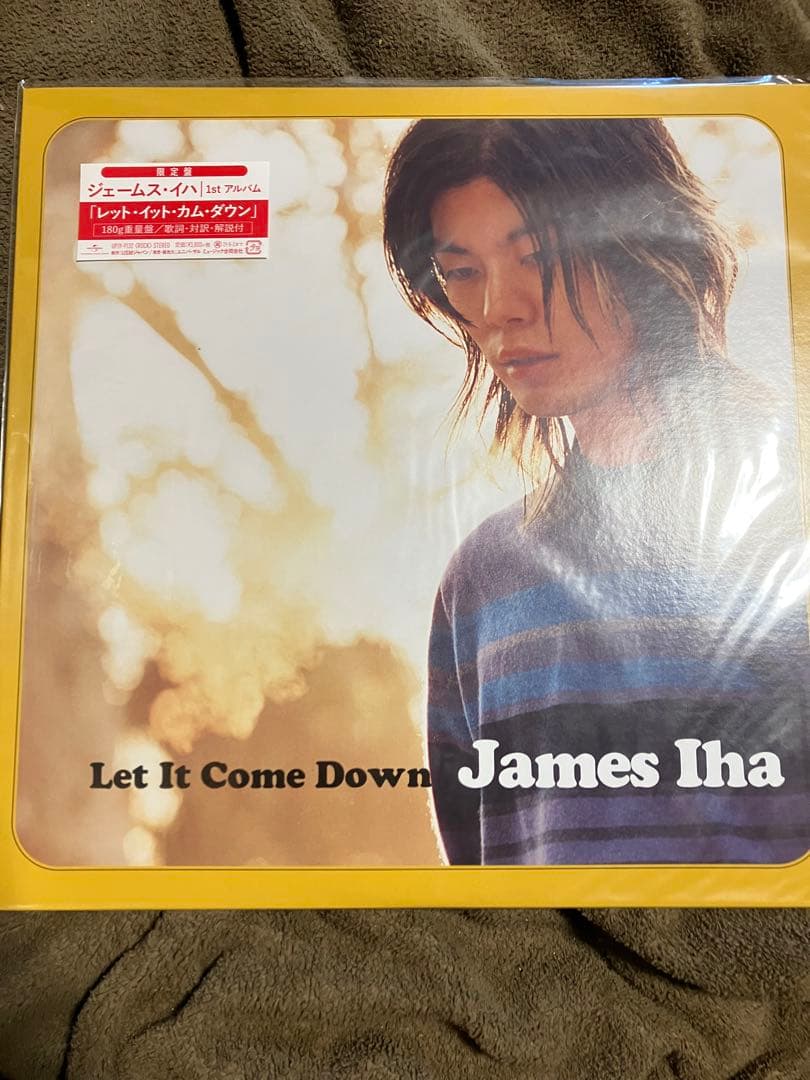 限定盤
ジェームス・イハ | 1st アルバム
「レット・イット・カム・ダウン」
180g重量盤／歌詞・対訳・解説付
Let It Come Down James Iha